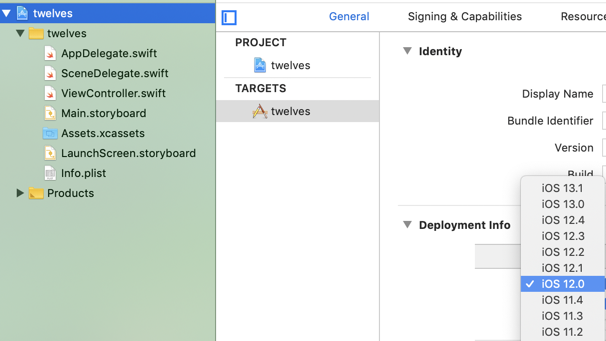 twelves
twelves
AppDelegate.swift
SceneDelegate.swift
ViewController.swift
Main.storyboard
Assets.xcassets
LaunchScreen.storyboard
Info.plist
Products
General
Signing & Capabilities
Resource
PROJECT
twelves
TARGETS
twelves
Identity
Display Name
Bundle Identifier
Version
Build
Deployment Info
iOS 13.1
iOS 13.0
iOS 12.4
iOS 12.3
iOS 12.2
iOS 12.1
iOS 12.0
iOS 11.4
iOS 11.3
iOS 11.2